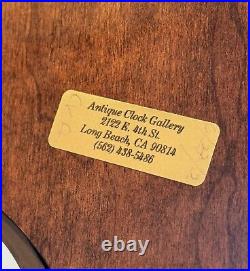 Antique Clock Gallery
2122 E. 4th St.
Long Beach, CA 90814
(562) 438-5486